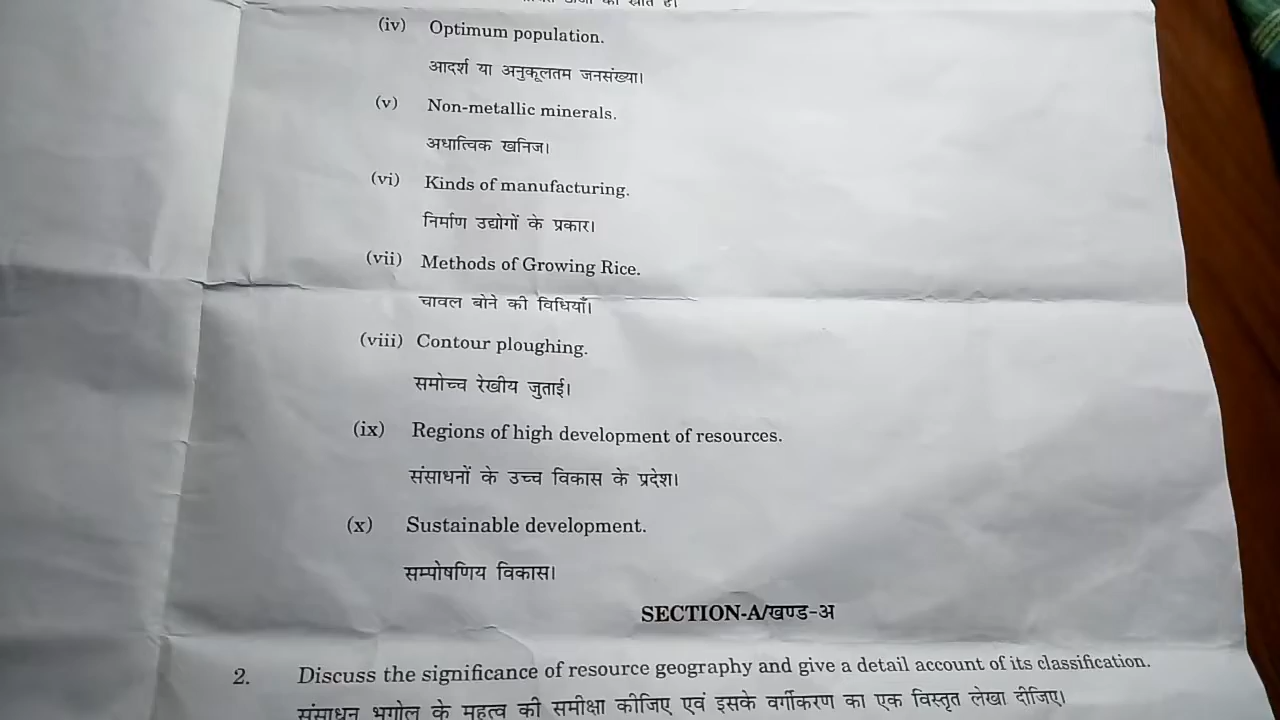 की स्रोत है।
(iv) Optimum population.
आदर्श या अनुकूलतम जनसंख्या।
(v) Non-metallic minerals.
अधात्विक खनिज।
(vi) Kinds of manufacturing.
निर्माण उद्योगों के प्रकार।
(vii) Methods of Growing Rice.
चावल बोने की विधियाँ।
(viii) Contour ploughing.
समोच्च रेखीय जुताई।
(ix) Regions of high development of resources.
संसाधनों के उच्च विकास के प्रदेश।
(x) Sustainable development.
सम्पोषणिय विकास।
SECTION-A/खण्ड-अ
2. Discuss the significance of resource geography and give a detail account of its classification.
संसाधन भूगोल के महत्व की समीक्षा कीजिए एवं इसके वर्गीकरण का एक विस्तृत लेखा दीजिए।